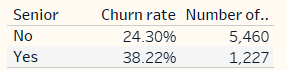 Senior Churn rate Number of..
No 24.30% 5,460
Yes 38.22% 1,227